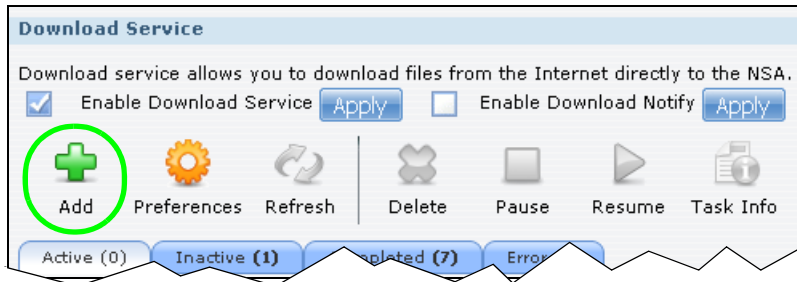 Download Service
Download service allows you to download files from the Internet directly to the NSA.
Enable Download Service Apply Enable Download Notify Apply
Add Preferences Refresh Delete Pause Resume Task Info
Active (0) Inactive (1) (7) Error